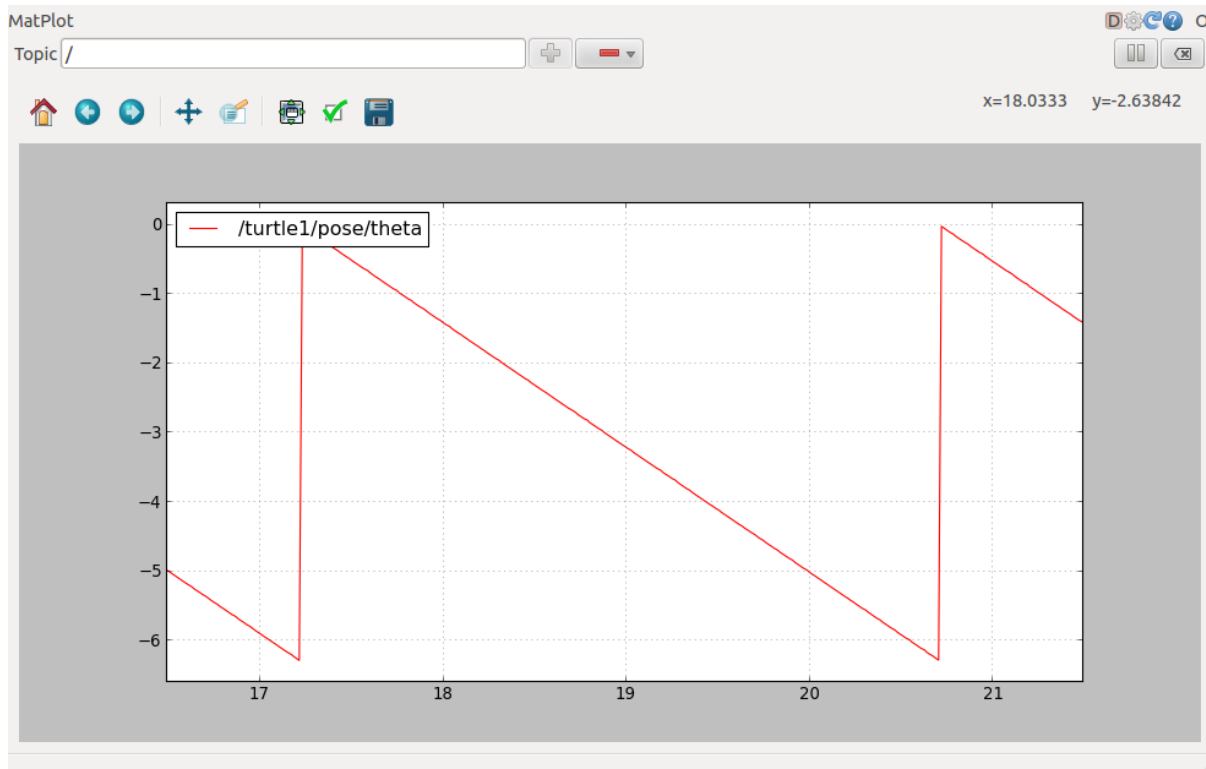 MatPlot
D
Topic /
x=18.0333 y=-2.63842
/turtle1/pose/theta
0
−1
−2
−3
−4
−5
−6
17 18 19 20 21